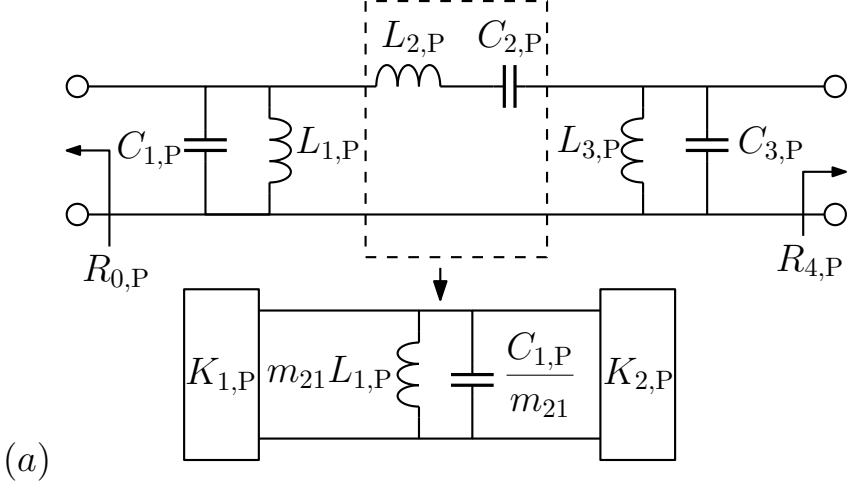 L2,P
C2,P
C1,P
L1,P
L3,P
C3,P
R0,P
R4,P
K1,P
m21L1,P
C1,P
m21
K2,P
(a)